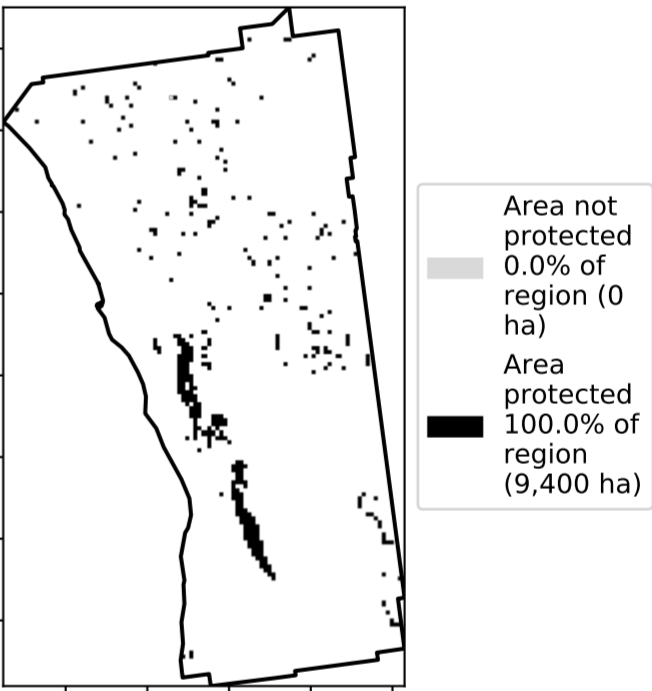 Area not
protected
0.0% of
region (0
ha)
Area
protected
100.0% of
region
(9,400 ha)